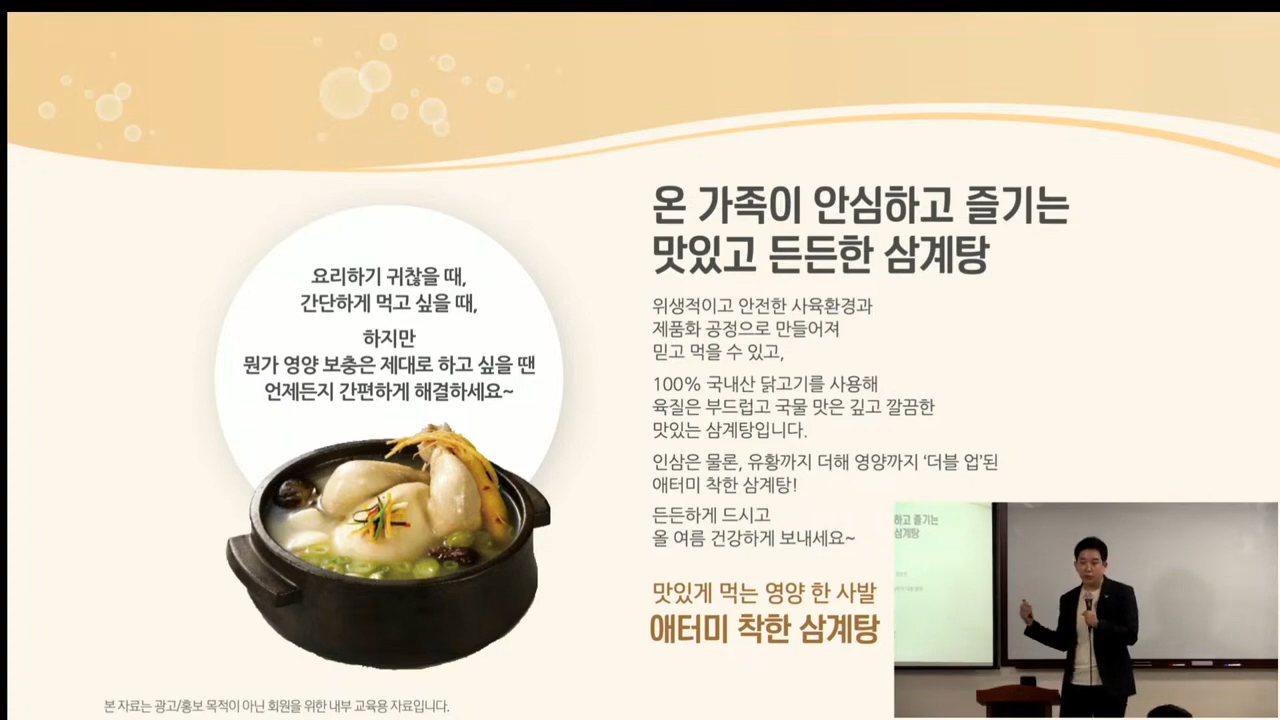 요리하기 귀찮을 때,
간단하게 먹고 싶을 때,
하지만
뭔가 영양 보충은 제대로 하고 싶을 땐
언제든지 간편하게 해결하세요~
온 가족이 안심하고 즐기는
맛있고 든든한 삼계탕
위생적이고 안전한 사육환경과
제품화 공정으로 만들어져
믿고 먹을 수 있고,
100% 국내산 닭고기를 사용해
육질은 부드럽고 국물 맛은 깊고 깔끔한
맛있는 삼계탕입니다.
인삼은 물론, 유황까지 더해 영양까지 ‘더블 업’된
애터미 착한 삼계탕!
든든하게 드시고
올 여름 건강하게 보내세요~
맛있게 먹는 영양 한 사발
애터미 착한 삼계탕
하고 즐기는
삼계탕
본 자료는 광고/홍보 목적이 아닌 회원을 위한 내부 교육용 자료입니다.